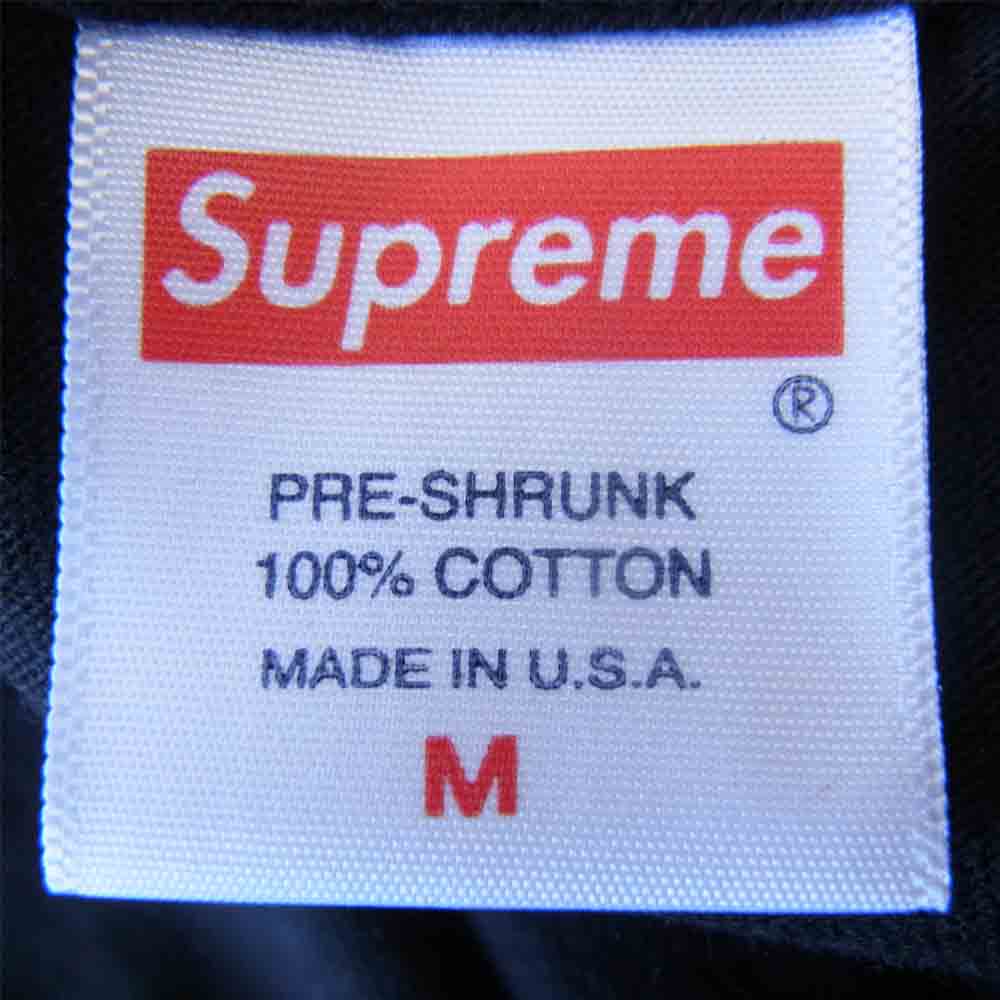 Supreme
®
PRE-SHRUNK
100% COTTON
MADE IN U.S.A.
M